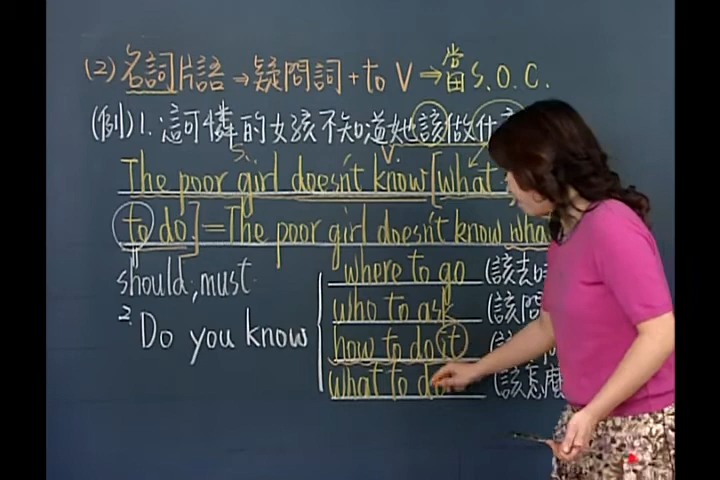 (2) 名詞片語⇒疑問詞+to V⇒當S.O.C.
(例)1.這可憐的女孩不知道她該做什
S. V.
The poor girl doesn't know [what
to do.]=The poor girl doesn't know wha
should, must
where to go (該去
2. Do you know
who to ask (該問
how to do it (該
what to do (該怎麼